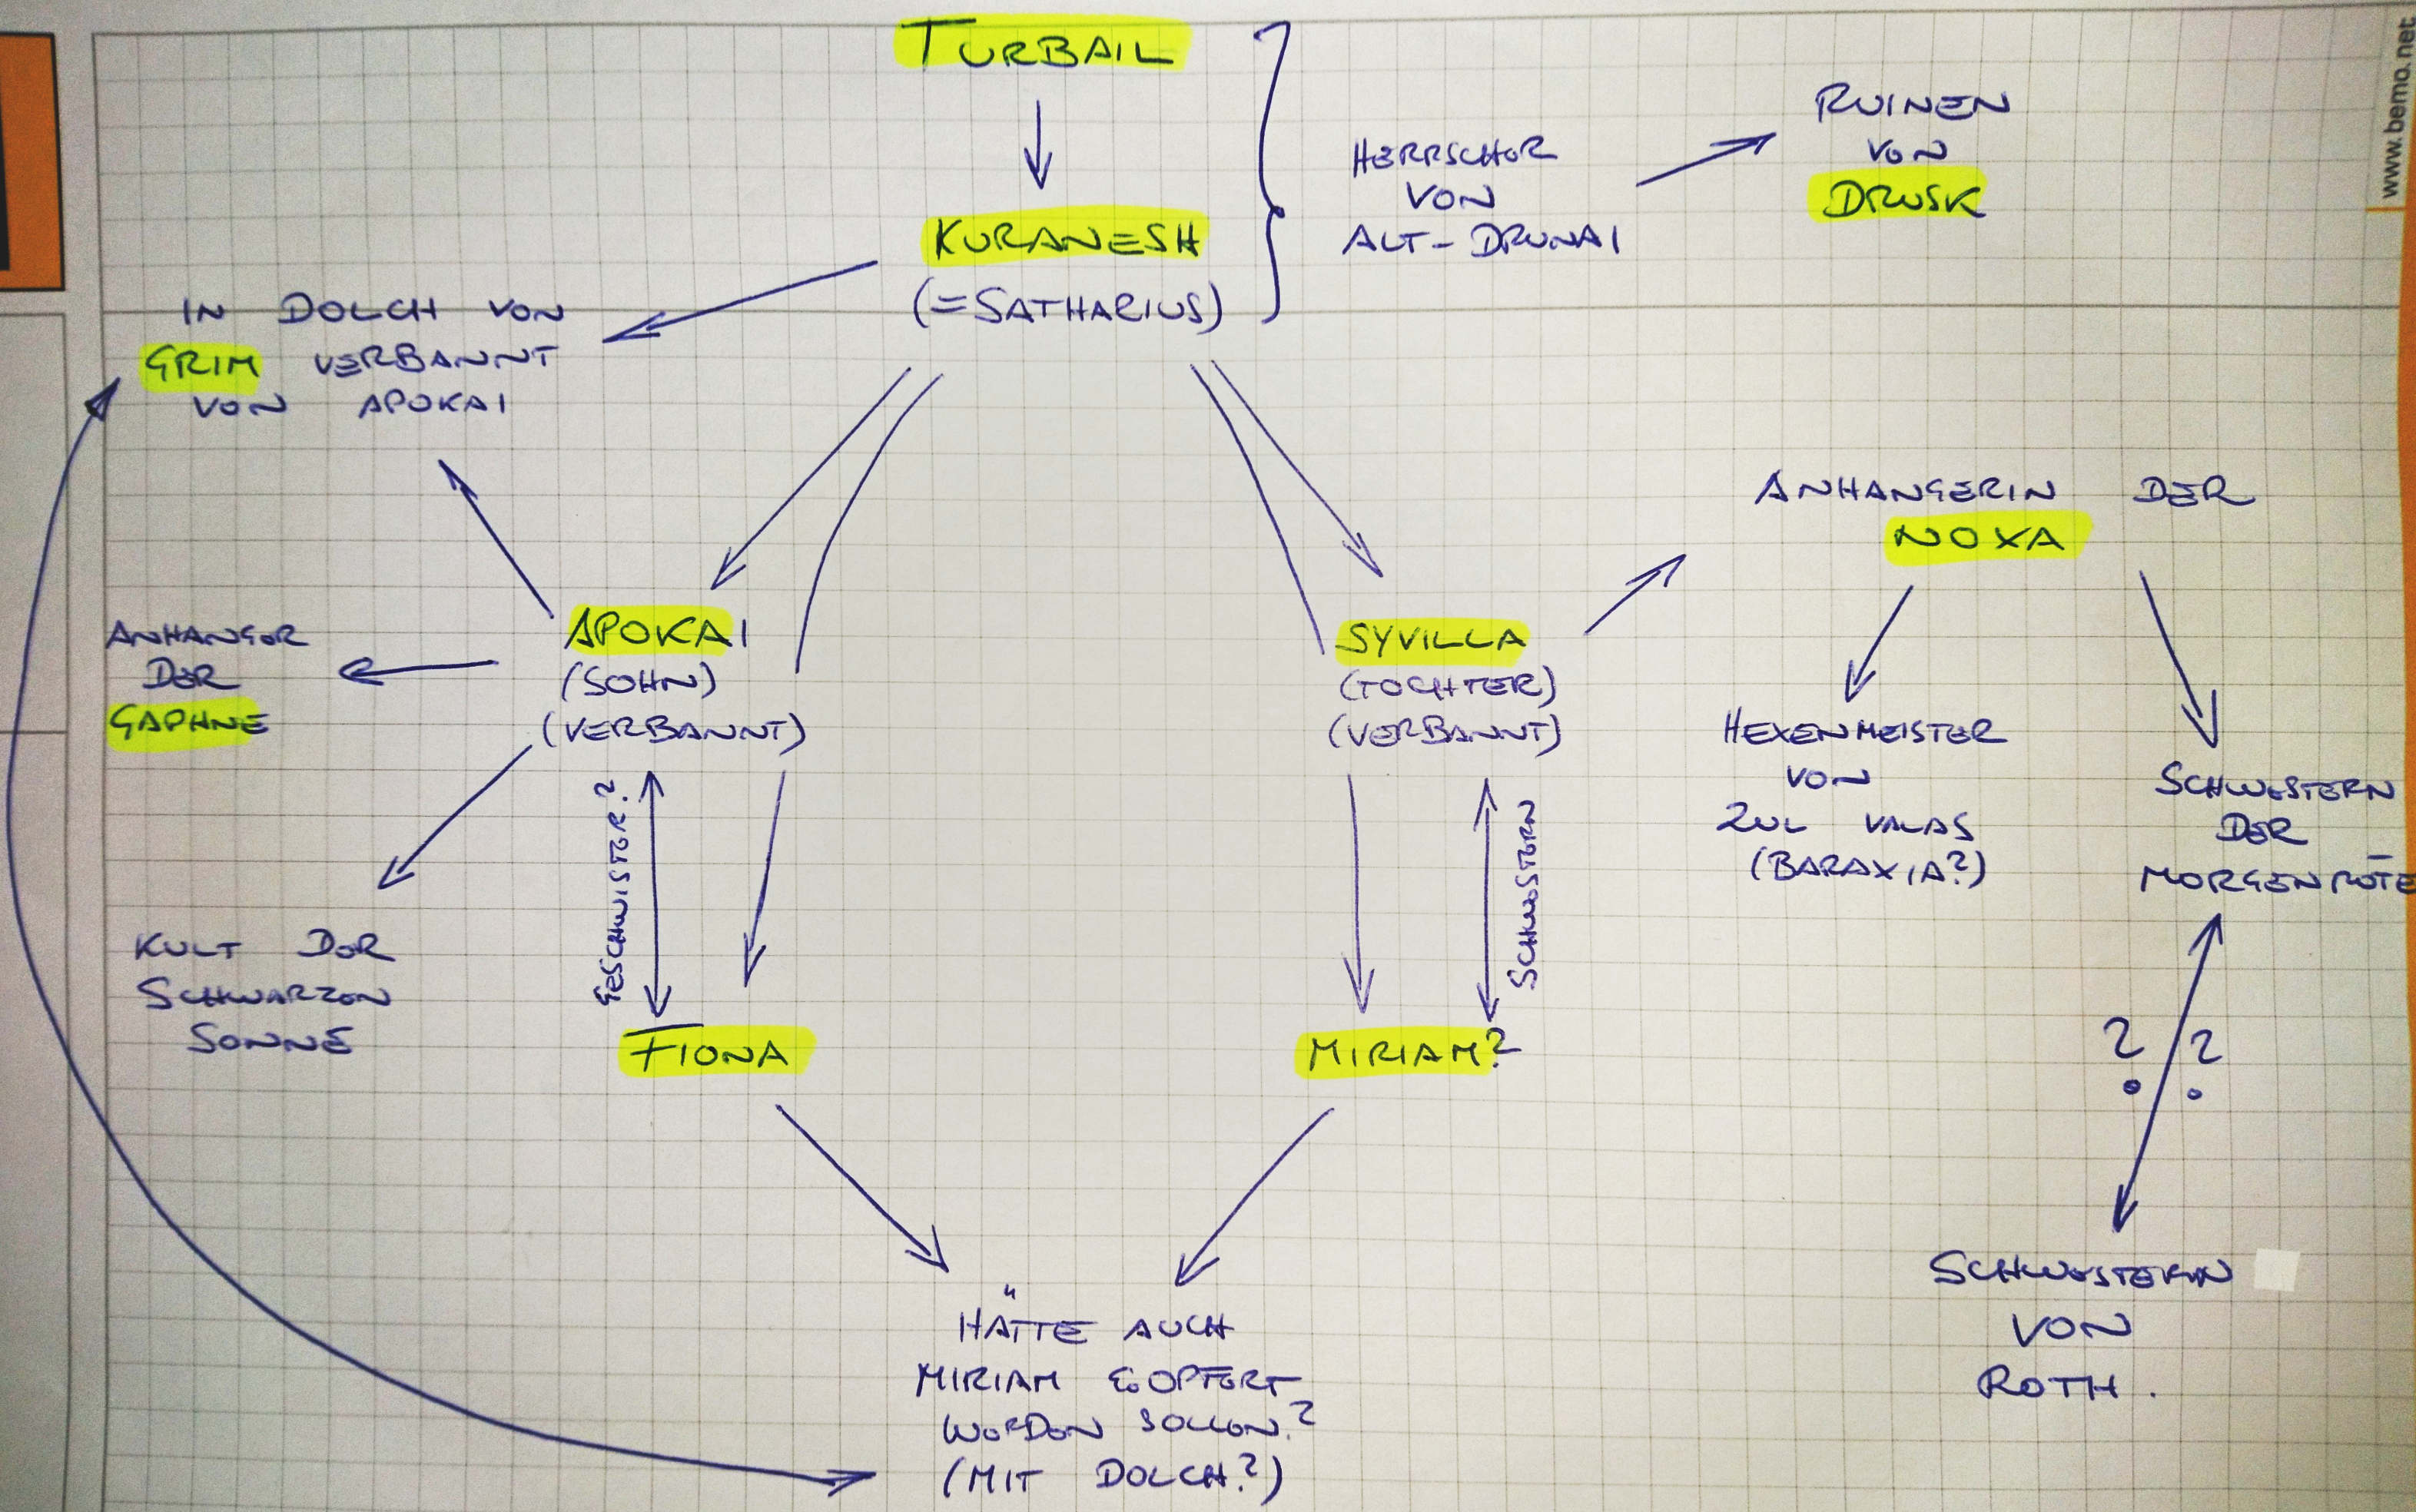 TURBAIL
www.bemo.net
KURANESH
(=SATHARIUS)
HERRSCHER
VON
ALT-DRUNAI
RUINEN
VON
DRUSK
IN DOLCH VON
GRIM VERBANNT
VON APOKAI
ANHANGERIN DER
NOXA
ANHANGER
DER
GAPHNE
APOKAI
(SOHN)
(VERBANNT)
SYVILLA
(TOCHTER)
(VERBANNT)
HEXENMEISTER
VON
ZUL VALAS
(BARAXIA?)
SCHWESTERN
DER
MORGENRÖTE
GESCHWISTER?
SCHWESTERN
KULT DER
SCHWARZEN
SONNE
FIONA
MIRIAM?
? ?
HÄTTE AUCH
MIRIAM GEOPFERT
WERDEN SOLLEN?
(MIT DOLCH?)
SCHWESTERN
VON
ROTH.